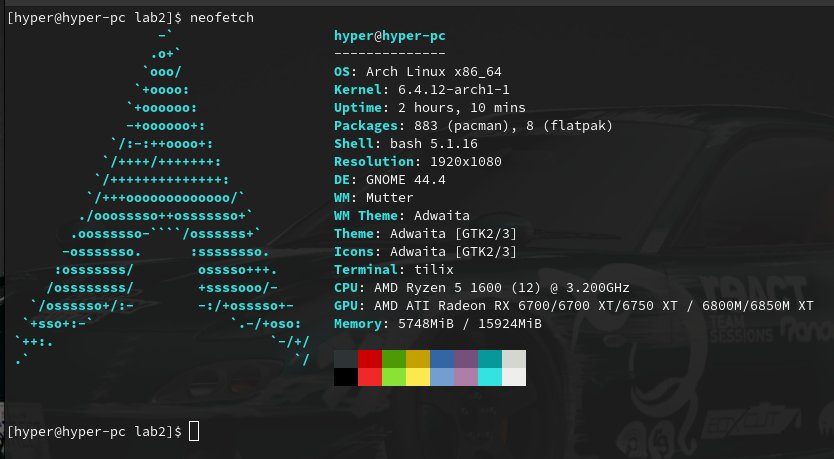 [hyper@hyper-pc lab2]$ neofetch
                   -`
                  .o+`                    hyper@hyper-pc
                 `ooo/                    --------------
                `+oooo:                   OS: Arch Linux x86_64
               `+oooooo:                  Kernel: 6.4.12-arch1-1
               -+oooooo+:                 Uptime: 2 hours, 10 mins
             `/:-:++oooo+:                Packages: 883 (pacman), 8 (flatpak)
            `/++++/+++++++:               Shell: bash 5.1.16
           `/++++++++++++++:              Resolution: 1920x1080
          `/+++ooooooooooooo/`            DE: GNOME 44.4
         ./ooosssso++osssssso+`           WM: Mutter
        .oossssso-````/ossssss+`          WM Theme: Adwaita
       -osssssso.      :ssssssso.         Theme: Adwaita [GTK2/3]
      :osssssss/        osssso+++.        Icons: Adwaita [GTK2/3]
     /ossssssss/        +ssssooo/-        Terminal: tilix
   `/ossssso+/:-        -:/+osssso+-      CPU: AMD Ryzen 5 1600 (12) @ 3.200GHz
  `+sso+:-`                 `.-/+oso:     GPU: AMD ATI Radeon RX 6700/6700 XT/6750 XT / 6800M/6850M XT
 `++:.                           `-/+/    Memory: 5748MiB / 15924MiB
 .`                                 `/
[hyper@hyper-pc lab2]$